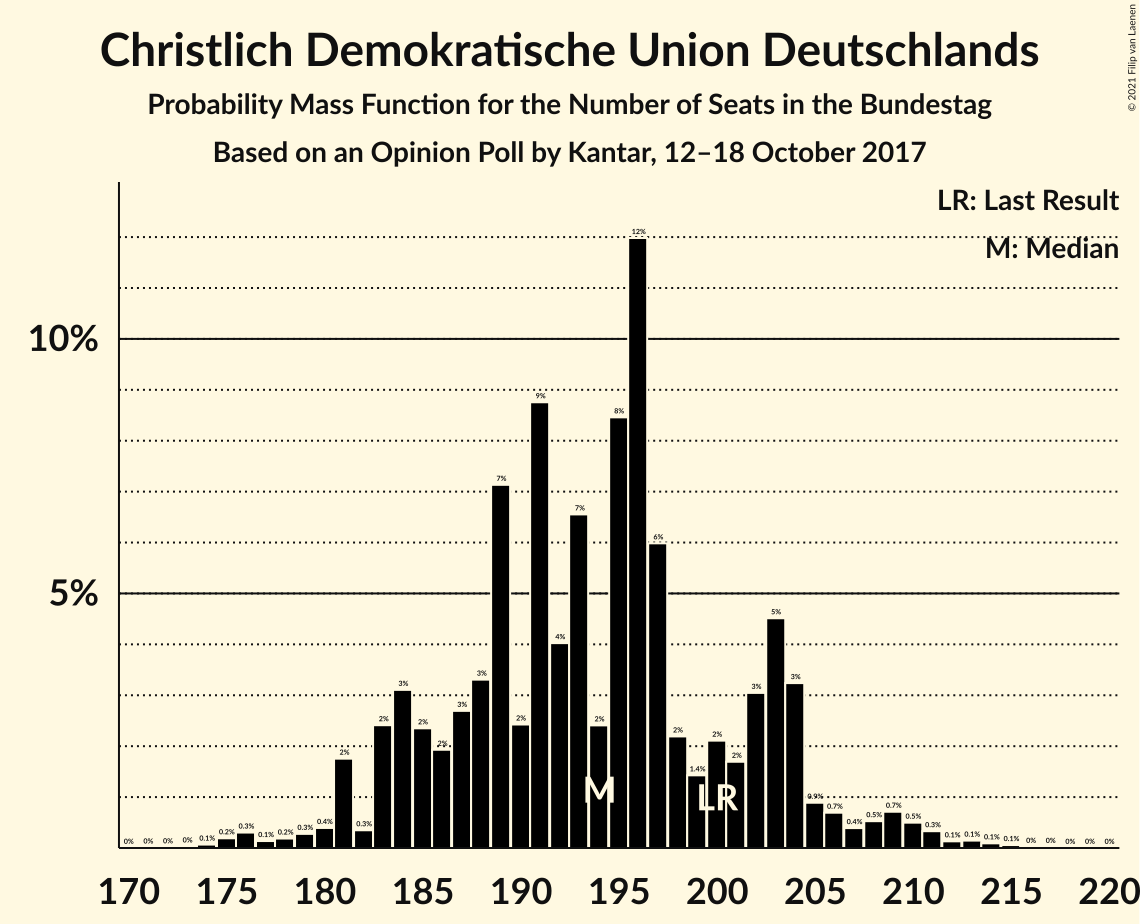 Christlich Demokratische Union Deutschlands
Probability Mass Function for the Number of Seats in the Bundestag
Based on an Opinion Poll by Kantar, 12–18 October 2017
© 2021 Filip van Laenen
LR: Last Result
M: Median
10%
5%
0% 0% 0% 0% 0.1% 0.2% 0.3% 0.1% 0.2% 0.3% 0.4% 2% 0.3% 2% 3% 2% 2% 3% 3% 7% 2% 9% 4% 7% 2% 8% 12% 6% 2% 1.4% 2% 2% 3% 5% 3% 0.9% 0.7% 0.4% 0.5% 0.7% 0.5% 0.3% 0.1% 0.1% 0.1% 0.1% 0% 0% 0% 0% 0%
M LR
170 175 180 185 190 195 200 205 210 215 220